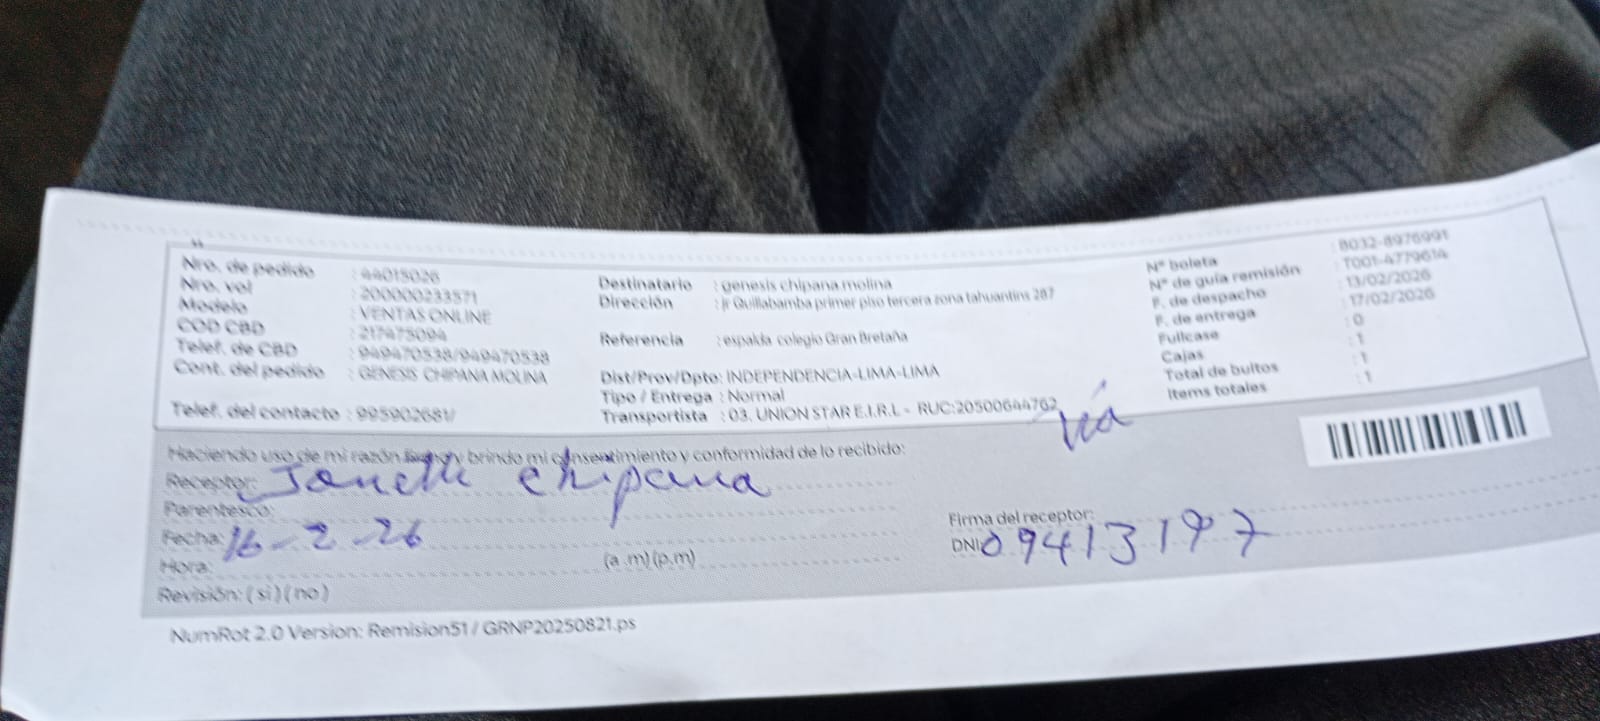 Nro. de pedido : 44015026
Nro. vol : 200000233571
Modelo : VENTAS ONLINE
COD CBD : 217475094
Telef. de CBD : 949470538/949470538
Cont. del pedido : GENESIS CHIPANA MOLINA
Telef. del contacto : 995902681/
Destinatario : genesis chipana molina
Dirección : jr Quillabamba primer piso tercera zona tahuantins 287
Referencia : espalda colegio Gran Bretaña
Dist/Prov/Dpto: INDEPENDENCIA-LIMA-LIMA
Tipo / Entrega : Normal
Transportista : 03. UNION STAR E.I.R.L - RUC:20500644762
N° boleta : B032-8976991
N° de guía remisión : T001-4779614
F. de despacho : 13/02/2026
F. de entrega : 17/02/2026
Fullcase : 0
Cajas : 1
Total de bultos : 1
Items totales : 1
Haciendo uso de mi razón brindo mi consentimiento y conformidad de lo recibido:
Receptor: chipana
Parentesco:
Fecha: 16-2-26
Hora: (a.m)(p.m)
Revisión: (si)(no)
tía
Firma del receptor:
DNI: 09413197
NumRot 2.0 Version: Remision51 / GRNP20250821.ps